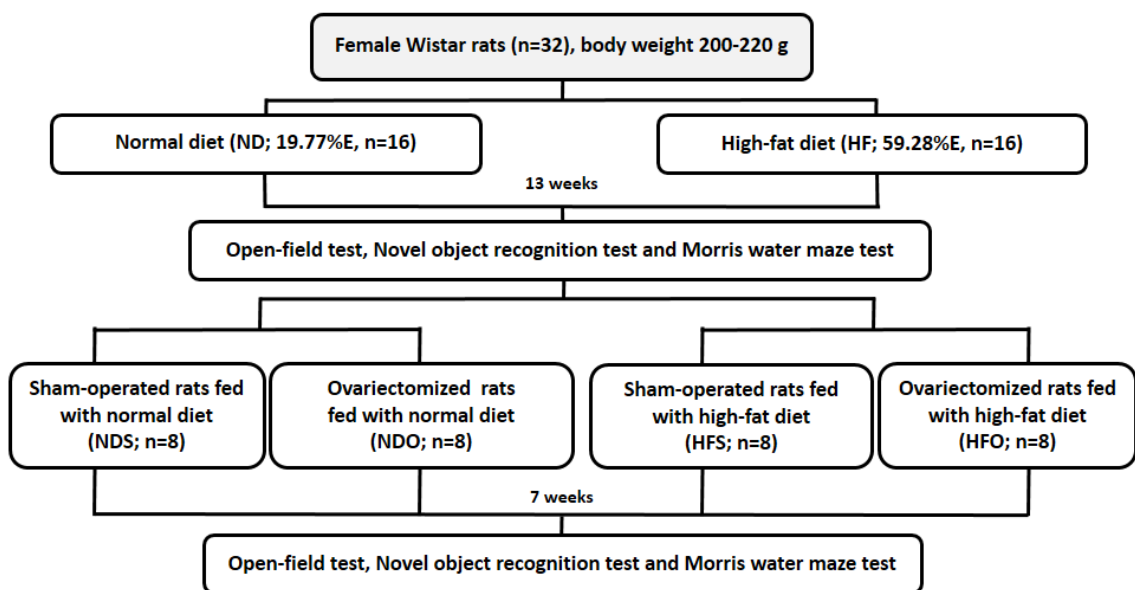 Female Wistar rats (n=32), body weight 200-220 g
Normal diet (ND; 19.77%E, n=16)
High-fat diet (HF; 59.28%E, n=16)
13 weeks
Open-field test, Novel object recognition test and Morris water maze test
Sham-operated rats fed
with normal diet
(NDS; n=8)
Ovariectomized rats
fed with normal diet
(NDO; n=8)
Sham-operated rats fed
with high-fat diet
(HFS; n=8)
Ovariectomized rats fed
with high-fat diet
(HFO; n=8)
7 weeks
Open-field test, Novel object recognition test and Morris water maze test